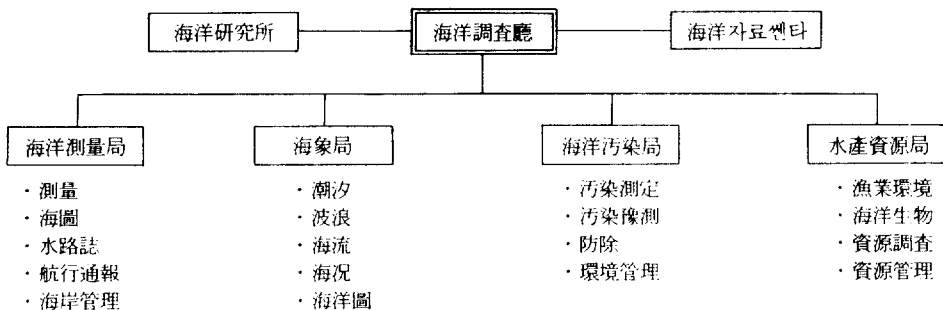 海洋研究所
海洋調査廳
海洋자료쎈타
海洋測量局
海象局
海洋汚染局
水產資源局
· 測量
· 海圖
· 水路誌
· 航行通報
· 海岸管理
· 潮汐
· 波浪
· 海流
· 海況
· 海洋圖
· 汚染測定
· 汚染豫測
· 防除
· 環境管理
· 漁業環境
· 海洋生物
· 資源調査
· 資源管理